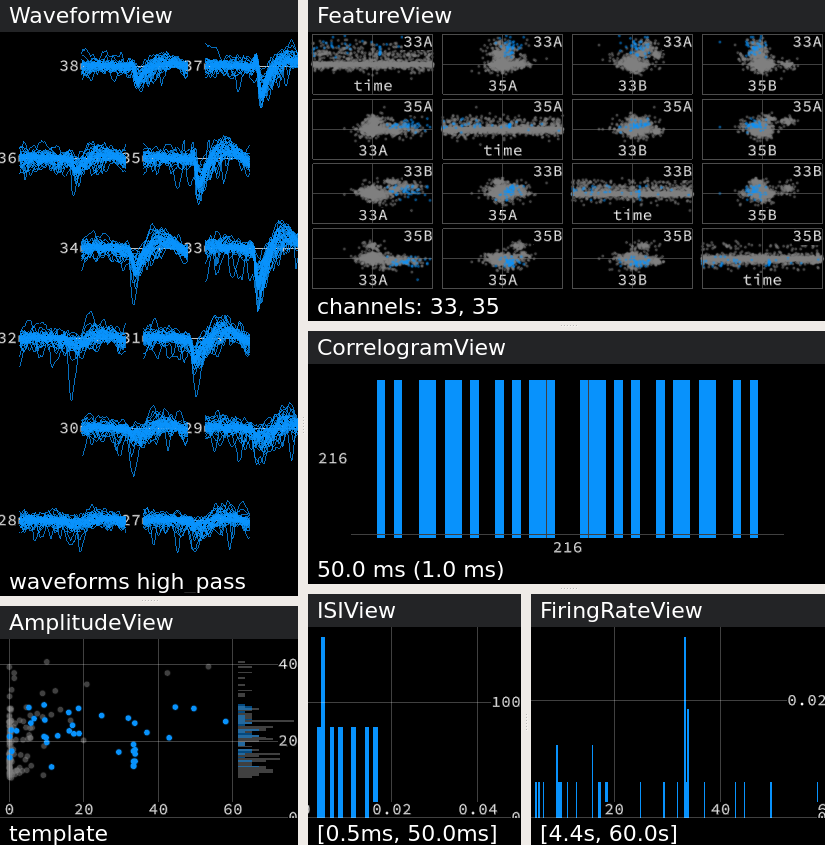 WaveformView
38 37
36 35
34 33
32 31
30 29
28 27
waveforms high_pass
FeatureView
33A 33A 33A 33A
time 35A 33B 35B
35A 35A 35A 35A
33A time 33B 35B
33B 33B 33B 33B
33A 35A time 35B
35B 35B 35B 35B
33A 35A 33B time
channels: 33, 35
CorrelogramView
216
216
50.0 ms (1.0 ms)
AmplitudeView
40
20
0 20 40 60 0
template
ISIView
100
0 0.02 0.04 0
[0.5ms, 50.0ms]
FiringRateView
0.02
20 40 6
[4.4s, 60.0s]